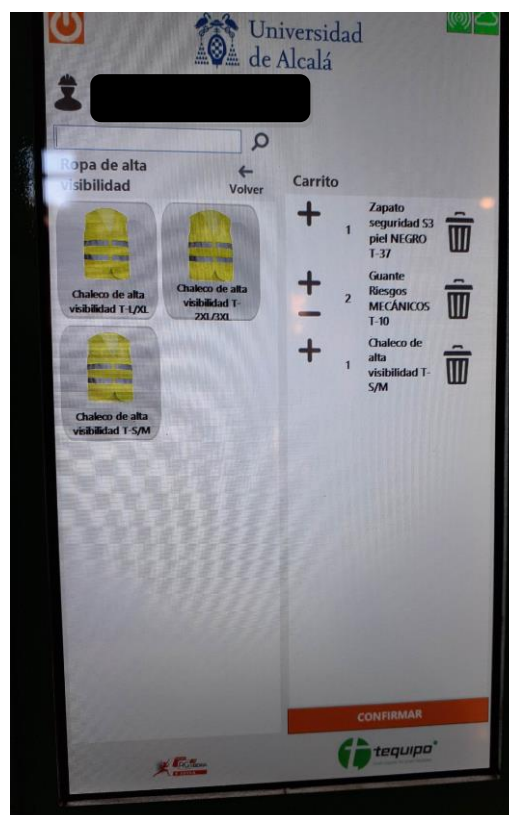 Universidad
de Alcalá
Ropa de alta
visibilidad
Volver
Chaleco de alta
visibilidad T-L/XL
Chaleco de alta
visibilidad T-
2XL/3XL
Chaleco de alta
visibilidad T-S/M
Carrito
1
Zapato
seguridad S3
piel NEGRO
T-37
2
Guante
Riesgos
MECÁNICOS
T-10
1
Chaleco de
alta
visibilidad T-
S/M
CONFIRMAR
tequipo